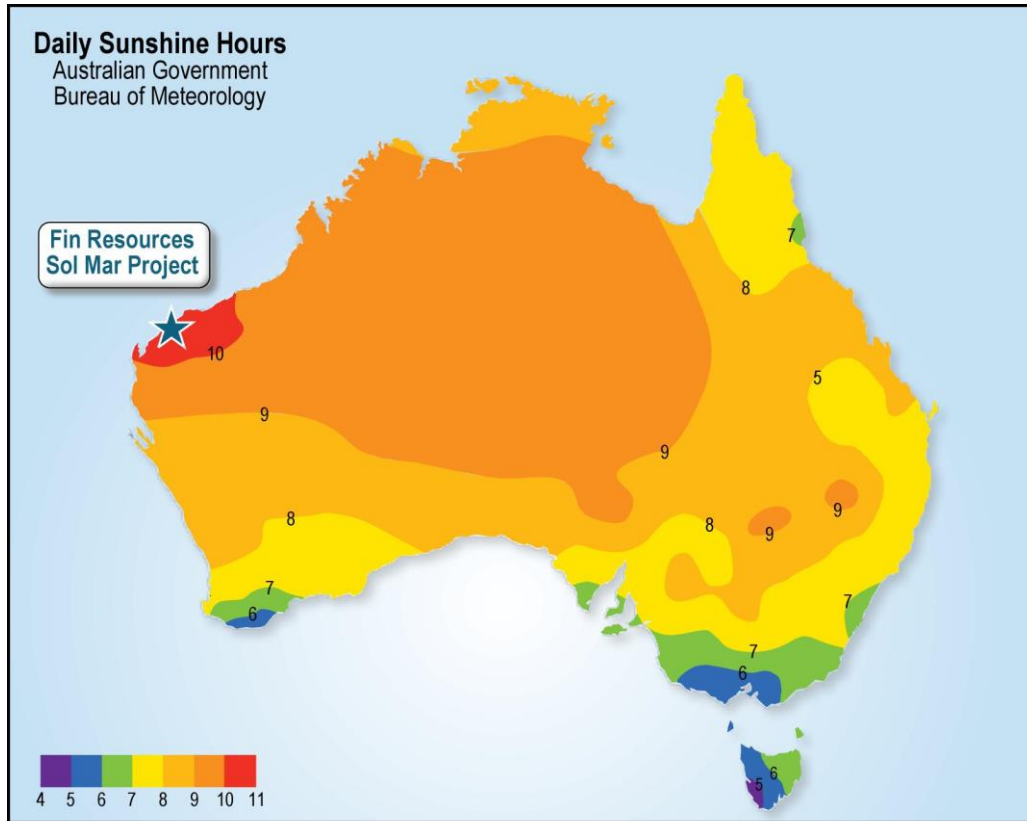 Daily Sunshine Hours
Australian Government
Bureau of Meteorology
Fin Resources
Sol Mar Project
7
8
10
5
9
9
9
8
8
9
7
7
6
7
6
6
5
4 5 6 7 8 9 10 11